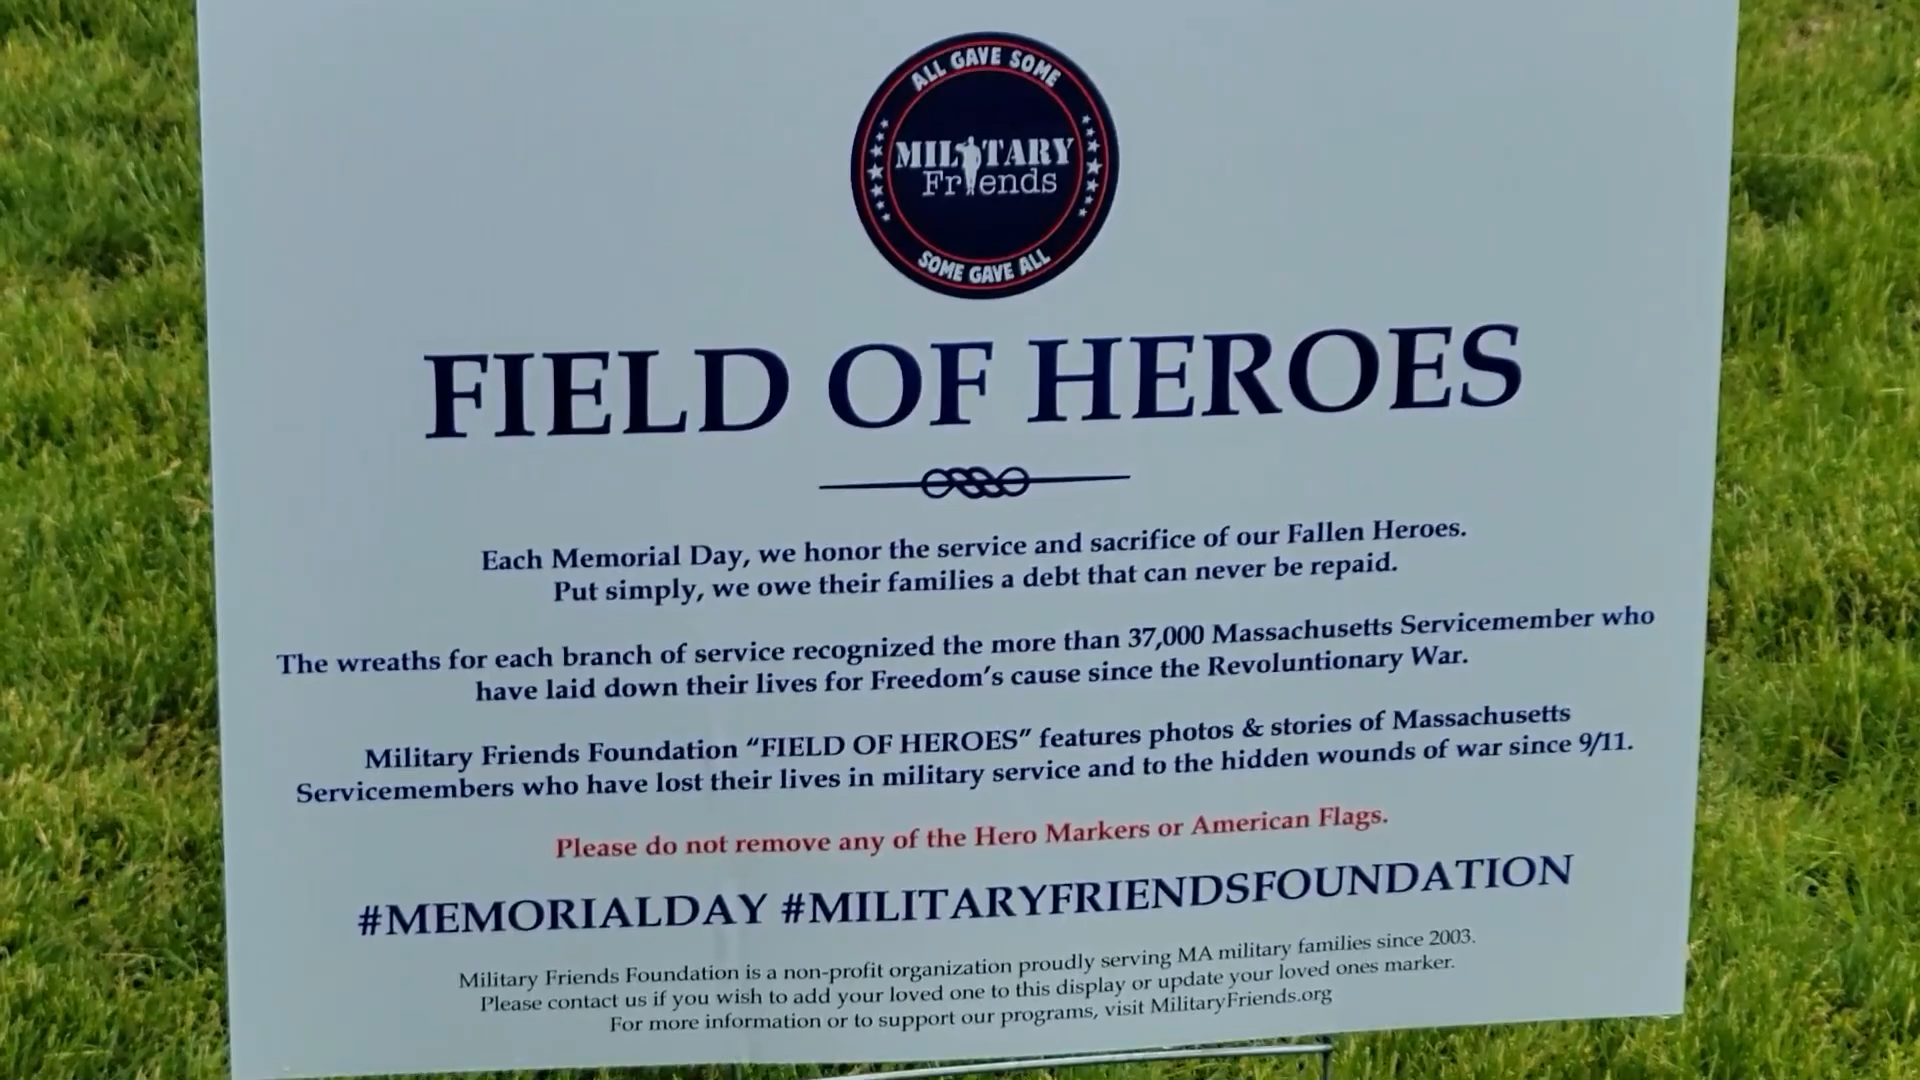 ALL GAVE SOME
MILITARY
Friends
SOME GAVE ALL
FIELD OF HEROES
Each Memorial Day, we honor the service and sacrifice of our Fallen Heroes.
Put simply, we owe their families a debt that can never be repaid.
The wreaths for each branch of service recognized the more than 37,000 Massachusetts Servicemember who
have laid down their lives for Freedom's cause since the Revoluntionary War.
Military Friends Foundation “FIELD OF HEROES” features photos & stories of Massachusetts
Servicemembers who have lost their lives in military service and to the hidden wounds of war since 9/11.
Please do not remove any of the Hero Markers or American Flags.
#MEMORIALDAY #MILITARYFRIENDSFOUNDATION
Military Friends Foundation is a non-profit organization proudly serving MA military families since 2003.
Please contact us if you wish to add your loved one to this display or update your loved ones marker.
For more information or to support our programs, visit MilitaryFriends.org